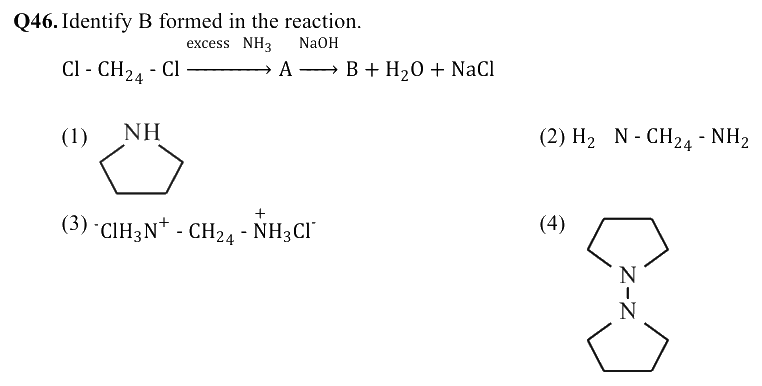 Q46. Identify B formed in the reaction.
excess NH₃ NaOH
Cl - CH₂₄ - Cl ⟶ A ⟶ B + H₂O + NaCl
(1) NH
(2) H₂ N - CH₂₄ - NH₂
(3) ⁻ClH₃N⁺ - CH₂₄ - N⁺H₃Cl⁻
(4)
N
N